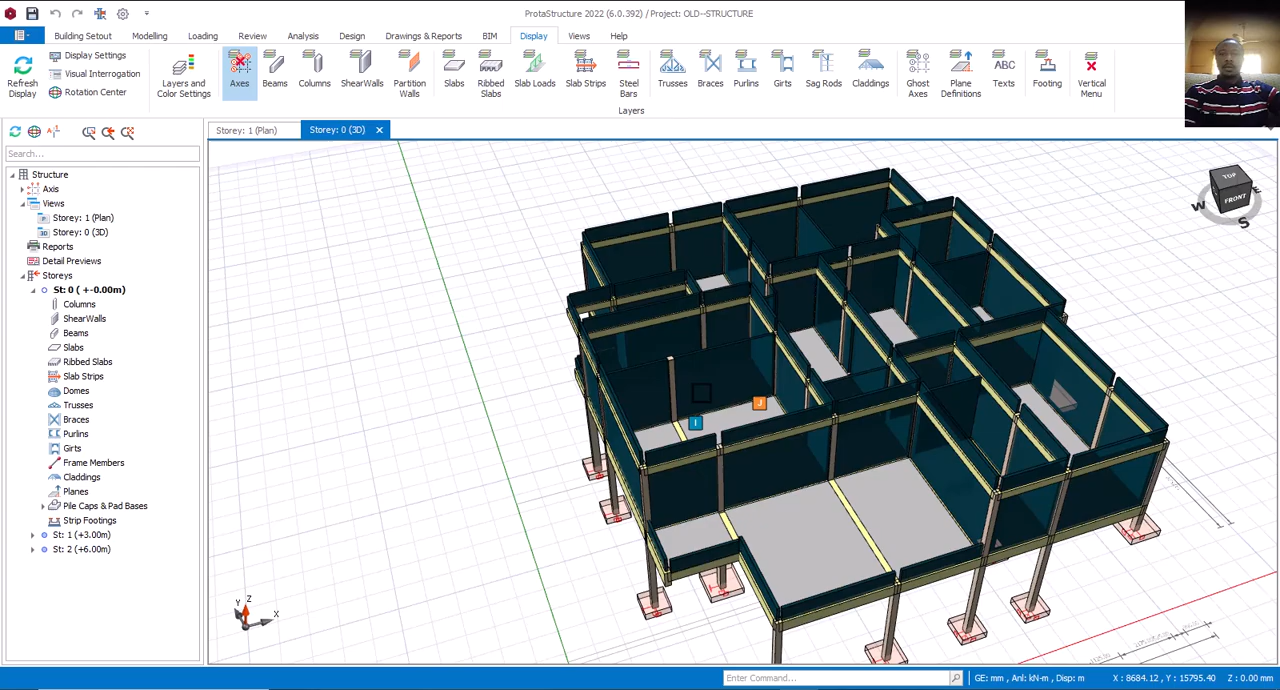 ProtaStructure 2022 (6.0.392) / Project: OLD--STRUCTURE
Building Setout Modelling Loading Review Analysis Design Drawings & Reports BIM Display Views Help
Refresh Display
Display Settings
Visual Interrogation
Rotation Center
Layers and Color Settings
Axes
Beams
Columns
ShearWalls
Partition Walls
Slabs
Ribbed Slabs
Slab Loads
Slab Strips
Steel Bars
Trusses
Braces
Purlins
Girts
Sag Rods
Claddings
Ghost Axes
Plane Definitions
ABC
Texts
Footing
Vertical Menu
Layers
Storey: 1 (Plan)
Storey: 0 (3D)
Search...
Structure
Axis
Views
Storey: 1 (Plan)
Storey: 0 (3D)
Reports
Detail Previews
Storeys
St: 0 ( +-0.00m)
Columns
ShearWalls
Beams
Slabs
Ribbed Slabs
Slab Strips
Domes
Trusses
Braces
Purlins
Girts
Frame Members
Claddings
Planes
Pile Caps & Pad Bases
Strip Footings
St: 1 (+3.00m)
St: 2 (+6.00m)
TOP
FRONT
W
E
S
J
I
Y
Z
X
Enter Command...
GE: mm , Anl: kN-m , Disp: m
X : 8684.12 , Y : 15795.40
Z : 0.00 mm